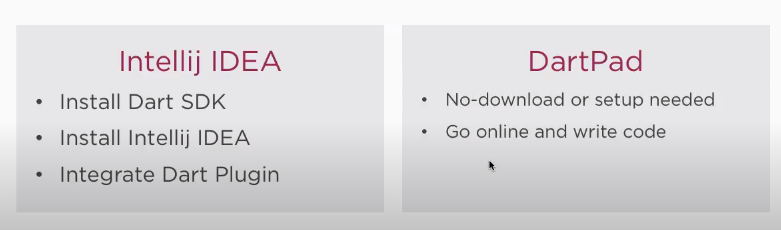 Intellij IDEA
• Install Dart SDK
• Install Intellij IDEA
• Integrate Dart Plugin
DartPad
• No-download or setup needed
• Go online and write code